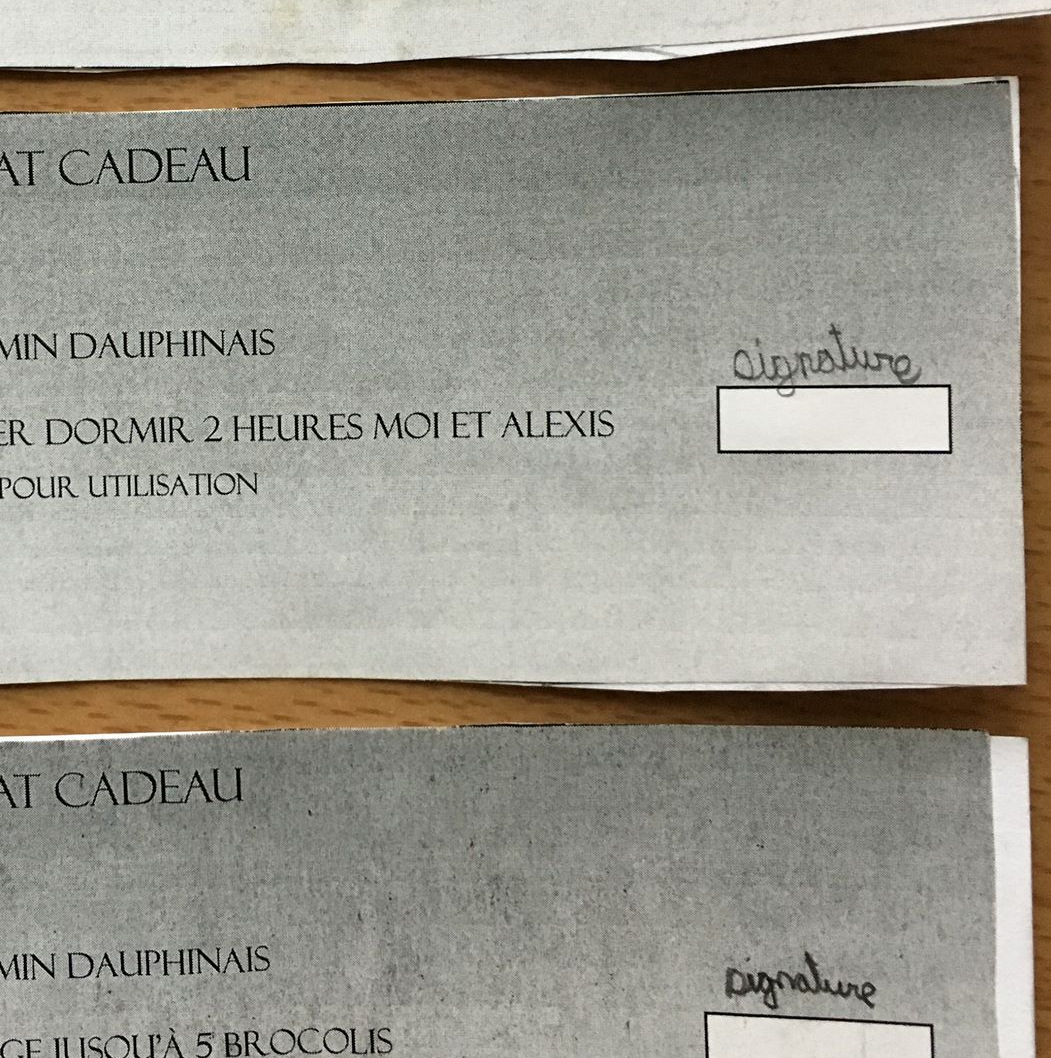 AT CADEAU
MIN DAUPHINAIS
signature
ER DORMIR 2 HEURES MOI ET ALEXIS
POUR UTILISATION
AT CADEAU
MIN DAUPHINAIS
signature
GE JUSQU'À 5 BROCOLIS